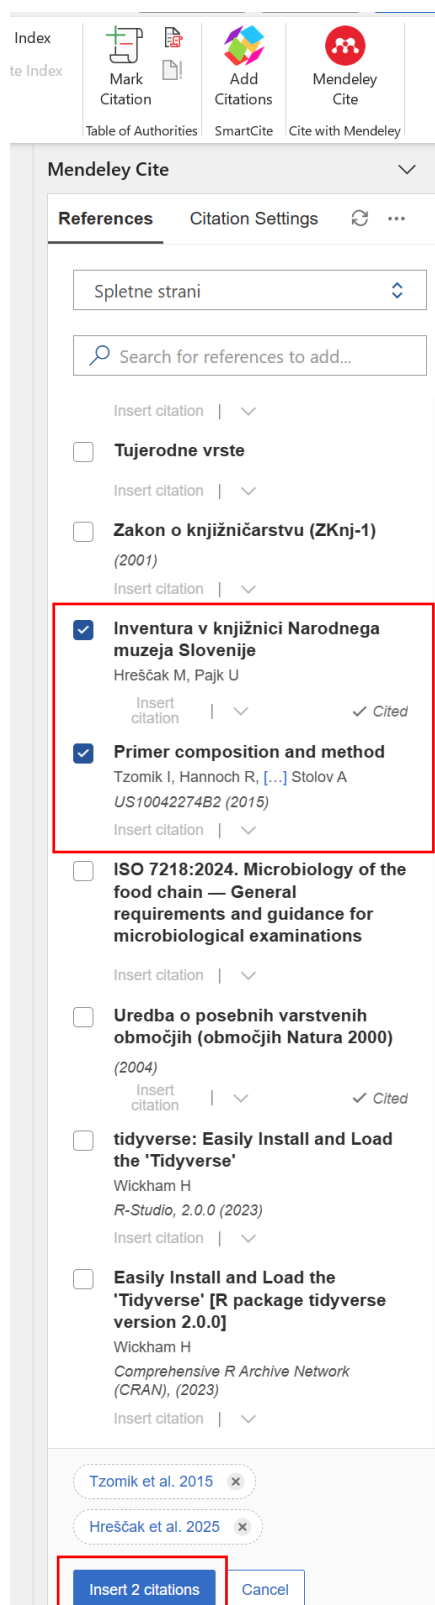 Index
te Index
Mark
Citation
Add
Citations
Mendeley
Cite
Table of Authorities
SmartCite
Cite with Mendeley
Mendeley Cite
References
Citation Settings
Spletne strani
Search for references to add...
Insert citation |
Tujerodne vrste
Insert citation |
Zakon o knjižničarstvu (ZKnj-1)
(2001)
Insert citation |
Inventura v knjižnici Narodnega
muzeja Slovenije
Hreščak M, Pajk U
Insert
citation | ✓ Cited
Primer composition and method
Tzomik I, Hannoch R, [...] Stolov A
US10042274B2 (2015)
Insert citation |
ISO 7218:2024. Microbiology of the
food chain — General
requirements and guidance for
microbiological examinations
Insert citation |
Uredba o posebnih varstvenih
območjih (območjih Natura 2000)
(2004)
Insert
citation | ✓ Cited
tidyverse: Easily Install and Load
the 'Tidyverse'
Wickham H
R-Studio, 2.0.0 (2023)
Insert citation |
Easily Install and Load the
'Tidyverse' [R package tidyverse
version 2.0.0]
Wickham H
Comprehensive R Archive Network
(CRAN), (2023)
Insert citation |
Tzomik et al. 2015 ×
Hreščak et al. 2025 ×
Insert 2 citations
Cancel